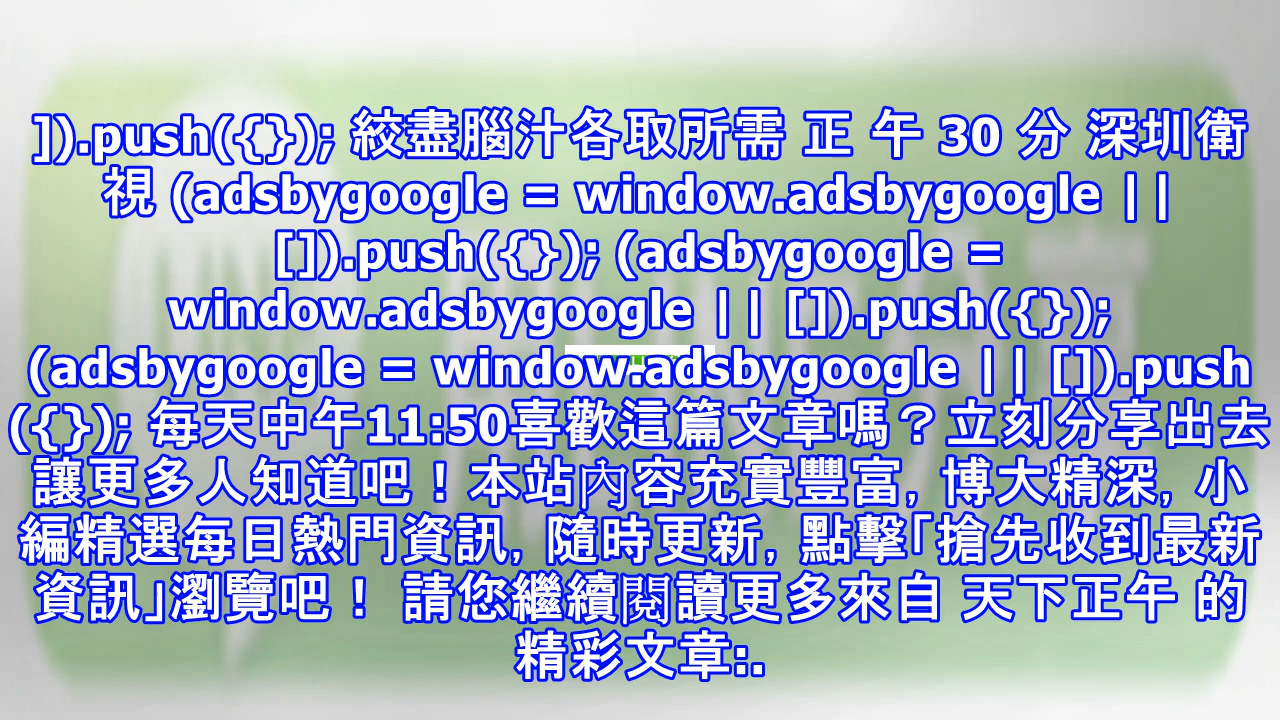 ]).push({}); 絞盡腦汁各取所需 正 午 30 分 深圳衛
視 (adsbygoogle = window.adsbygoogle ||
[]).push({}); (adsbygoogle =
window.adsbygoogle || []).push({});
(adsbygoogle = window.adsbygoogle || []).push
({}); 每天中午11:50喜歡這篇文章嗎？立刻分享出去
讓更多人知道吧！本站內容充實豐富, 博大精深, 小
編精選每日熱門資訊, 隨時更新, 點擊「搶先收到最新
資訊」瀏覽吧！ 請您繼續閱讀更多來自 天下正午 的
精彩文章:.